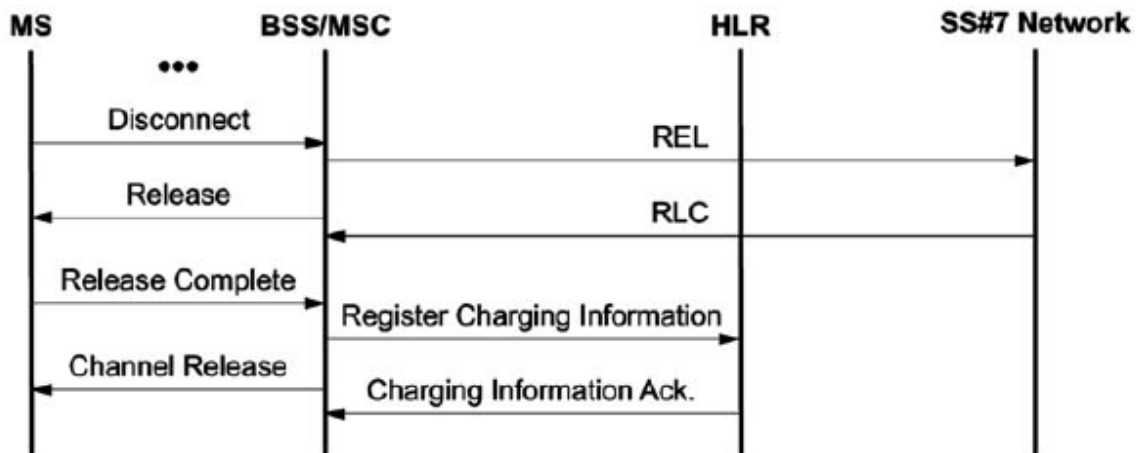 MS
BSS/MSC
HLR
SS#7 Network
•••
Disconnect
REL
Release
RLC
Release Complete
Register Charging Information
Channel Release
Charging Information Ack.